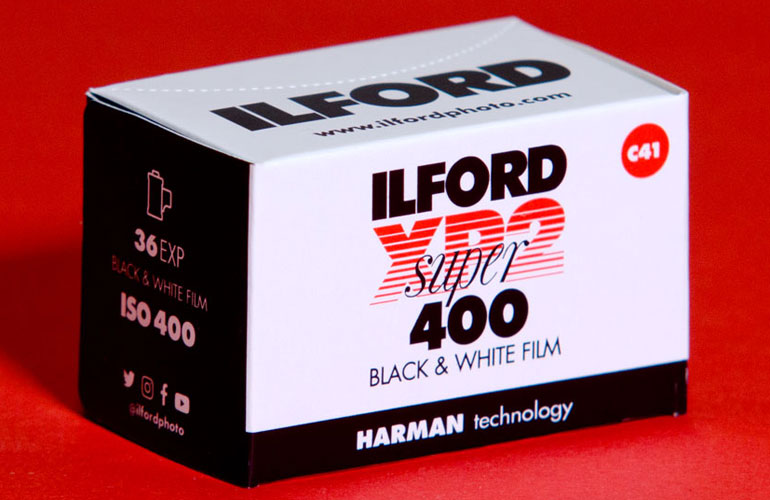 ILFORD
www.ilfordphoto.com
C41
ILFORD
XP2
super
400
BLACK & WHITE FILM
HARMAN technology
36 EXP
BLACK & WHITE FILM
ISO 400
@ilfordphoto